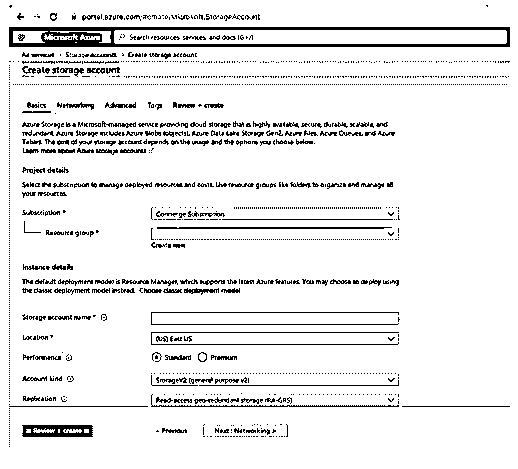 portal.azure.com/#create/Microsoft.StorageAccount
Microsoft Azure
Search resources, services, and docs (G+/)
All services > Storage accounts > Create storage account
Create storage account
Basics Networking Advanced Tags Review + create
Azure Storage is a Microsoft-managed service providing cloud storage that is highly available, secure, durable, scalable, and
redundant. Azure Storage includes Azure Blobs (objects), Azure Data Lake Storage Gen2, Azure Files, Azure Queues, and Azure
Tables. The cost of your storage account depends on the usage and the options you choose below.
Learn more about Azure storage accounts
Project details
Select the subscription to manage deployed resources and costs. Use resource groups like folders to organize and manage all
your resources.
Subscription *
Converge Subscription
Resource group *
Create new
Instance details
The default deployment model is Resource Manager, which supports the latest Azure features. You may choose to deploy using
the classic deployment model instead. Choose classic deployment model
Storage account name *
Location *
(US) East US
Performance
Standard Premium
Account kind
StorageV2 (general purpose v2)
Replication
Read-access geo-redundant storage (RA-GRS)
Review + create
< Previous
Next : Networking >